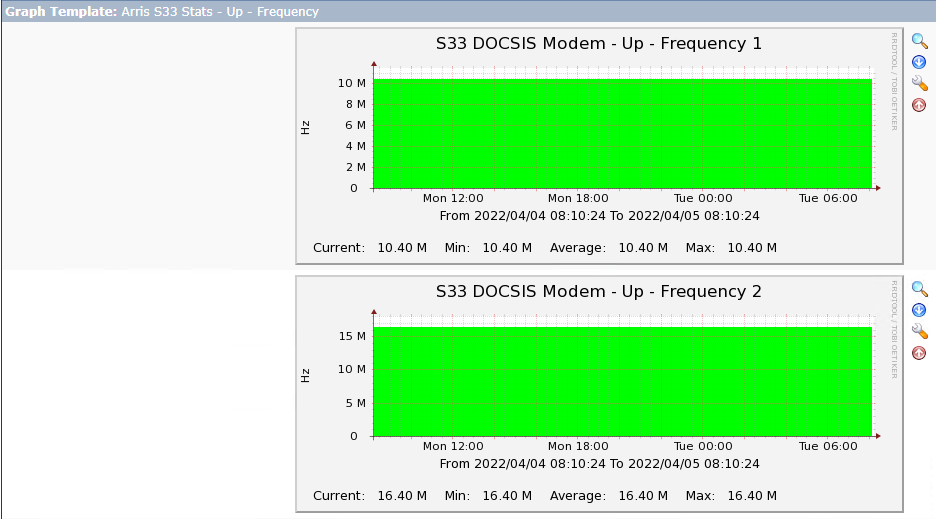 Graph Template: Arris S33 Stats - Up - Frequency
S33 DOCSIS Modem - Up - Frequency 1
RRDTOOL / TOBI OETIKER
Hz
10 M
8 M
6 M
4 M
2 M
0
Mon 12:00 Mon 18:00 Tue 00:00 Tue 06:00
From 2022/04/04 08:10:24 To 2022/04/05 08:10:24
Current: 10.40 M Min: 10.40 M Average: 10.40 M Max: 10.40 M
S33 DOCSIS Modem - Up - Frequency 2
RRDTOOL / TOBI OETIKER
Hz
15 M
10 M
5 M
0
Mon 12:00 Mon 18:00 Tue 00:00 Tue 06:00
From 2022/04/04 08:10:24 To 2022/04/05 08:10:24
Current: 16.40 M Min: 16.40 M Average: 16.40 M Max: 16.40 M